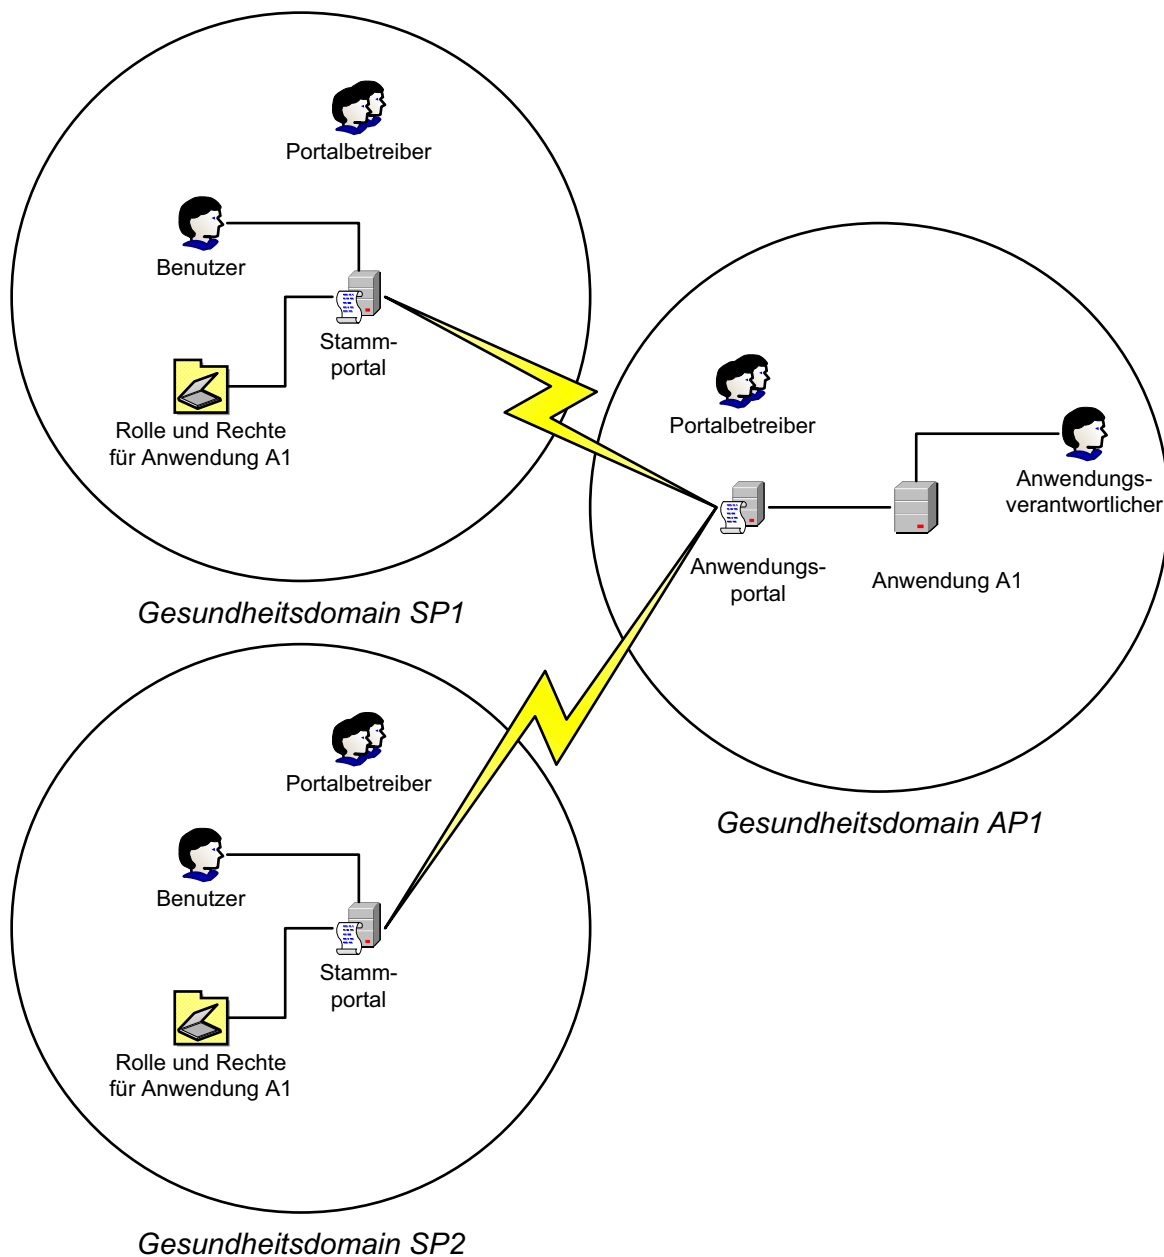 Portalbetreiber
Benutzer
Stamm-
portal
Rolle und Rechte
für Anwendung A1
Gesundheitsdomain SP1
Portalbetreiber
Anwendungs-
verantwortlicher
Anwendungs-
portal
Anwendung A1
Gesundheitsdomain AP1
Portalbetreiber
Benutzer
Stamm-
portal
Rolle und Rechte
für Anwendung A1
Gesundheitsdomain SP2